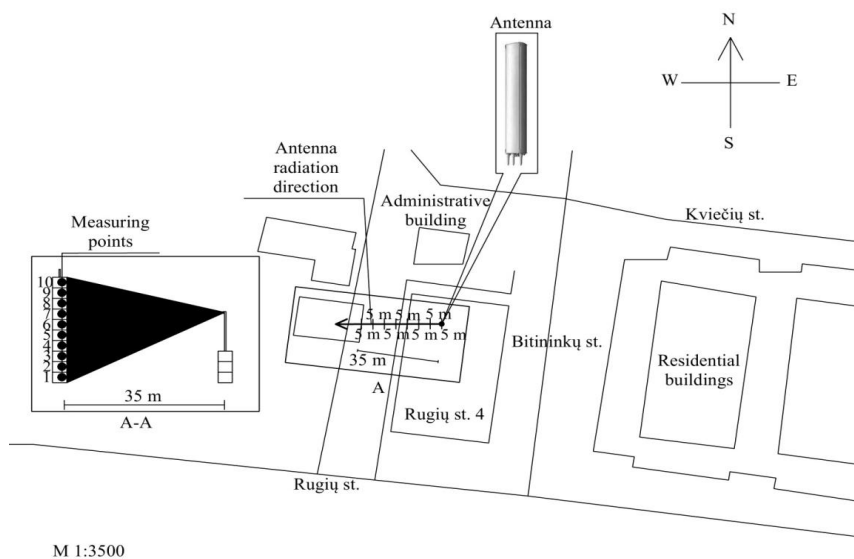 Antenna
N
W
E
S
Antenna
radiation
direction
Administrative
building
Kviečių st.
Measuring
points
10
9
8
7
6
5
4
3
2
1
35 m
A-A
5 m 5 m 5 m
5 m 5 m 5 m 5 m
35 m
A
Bitininkų st.
Residential
buildings
Rugių st. 4
Rugių st.
M 1:3500